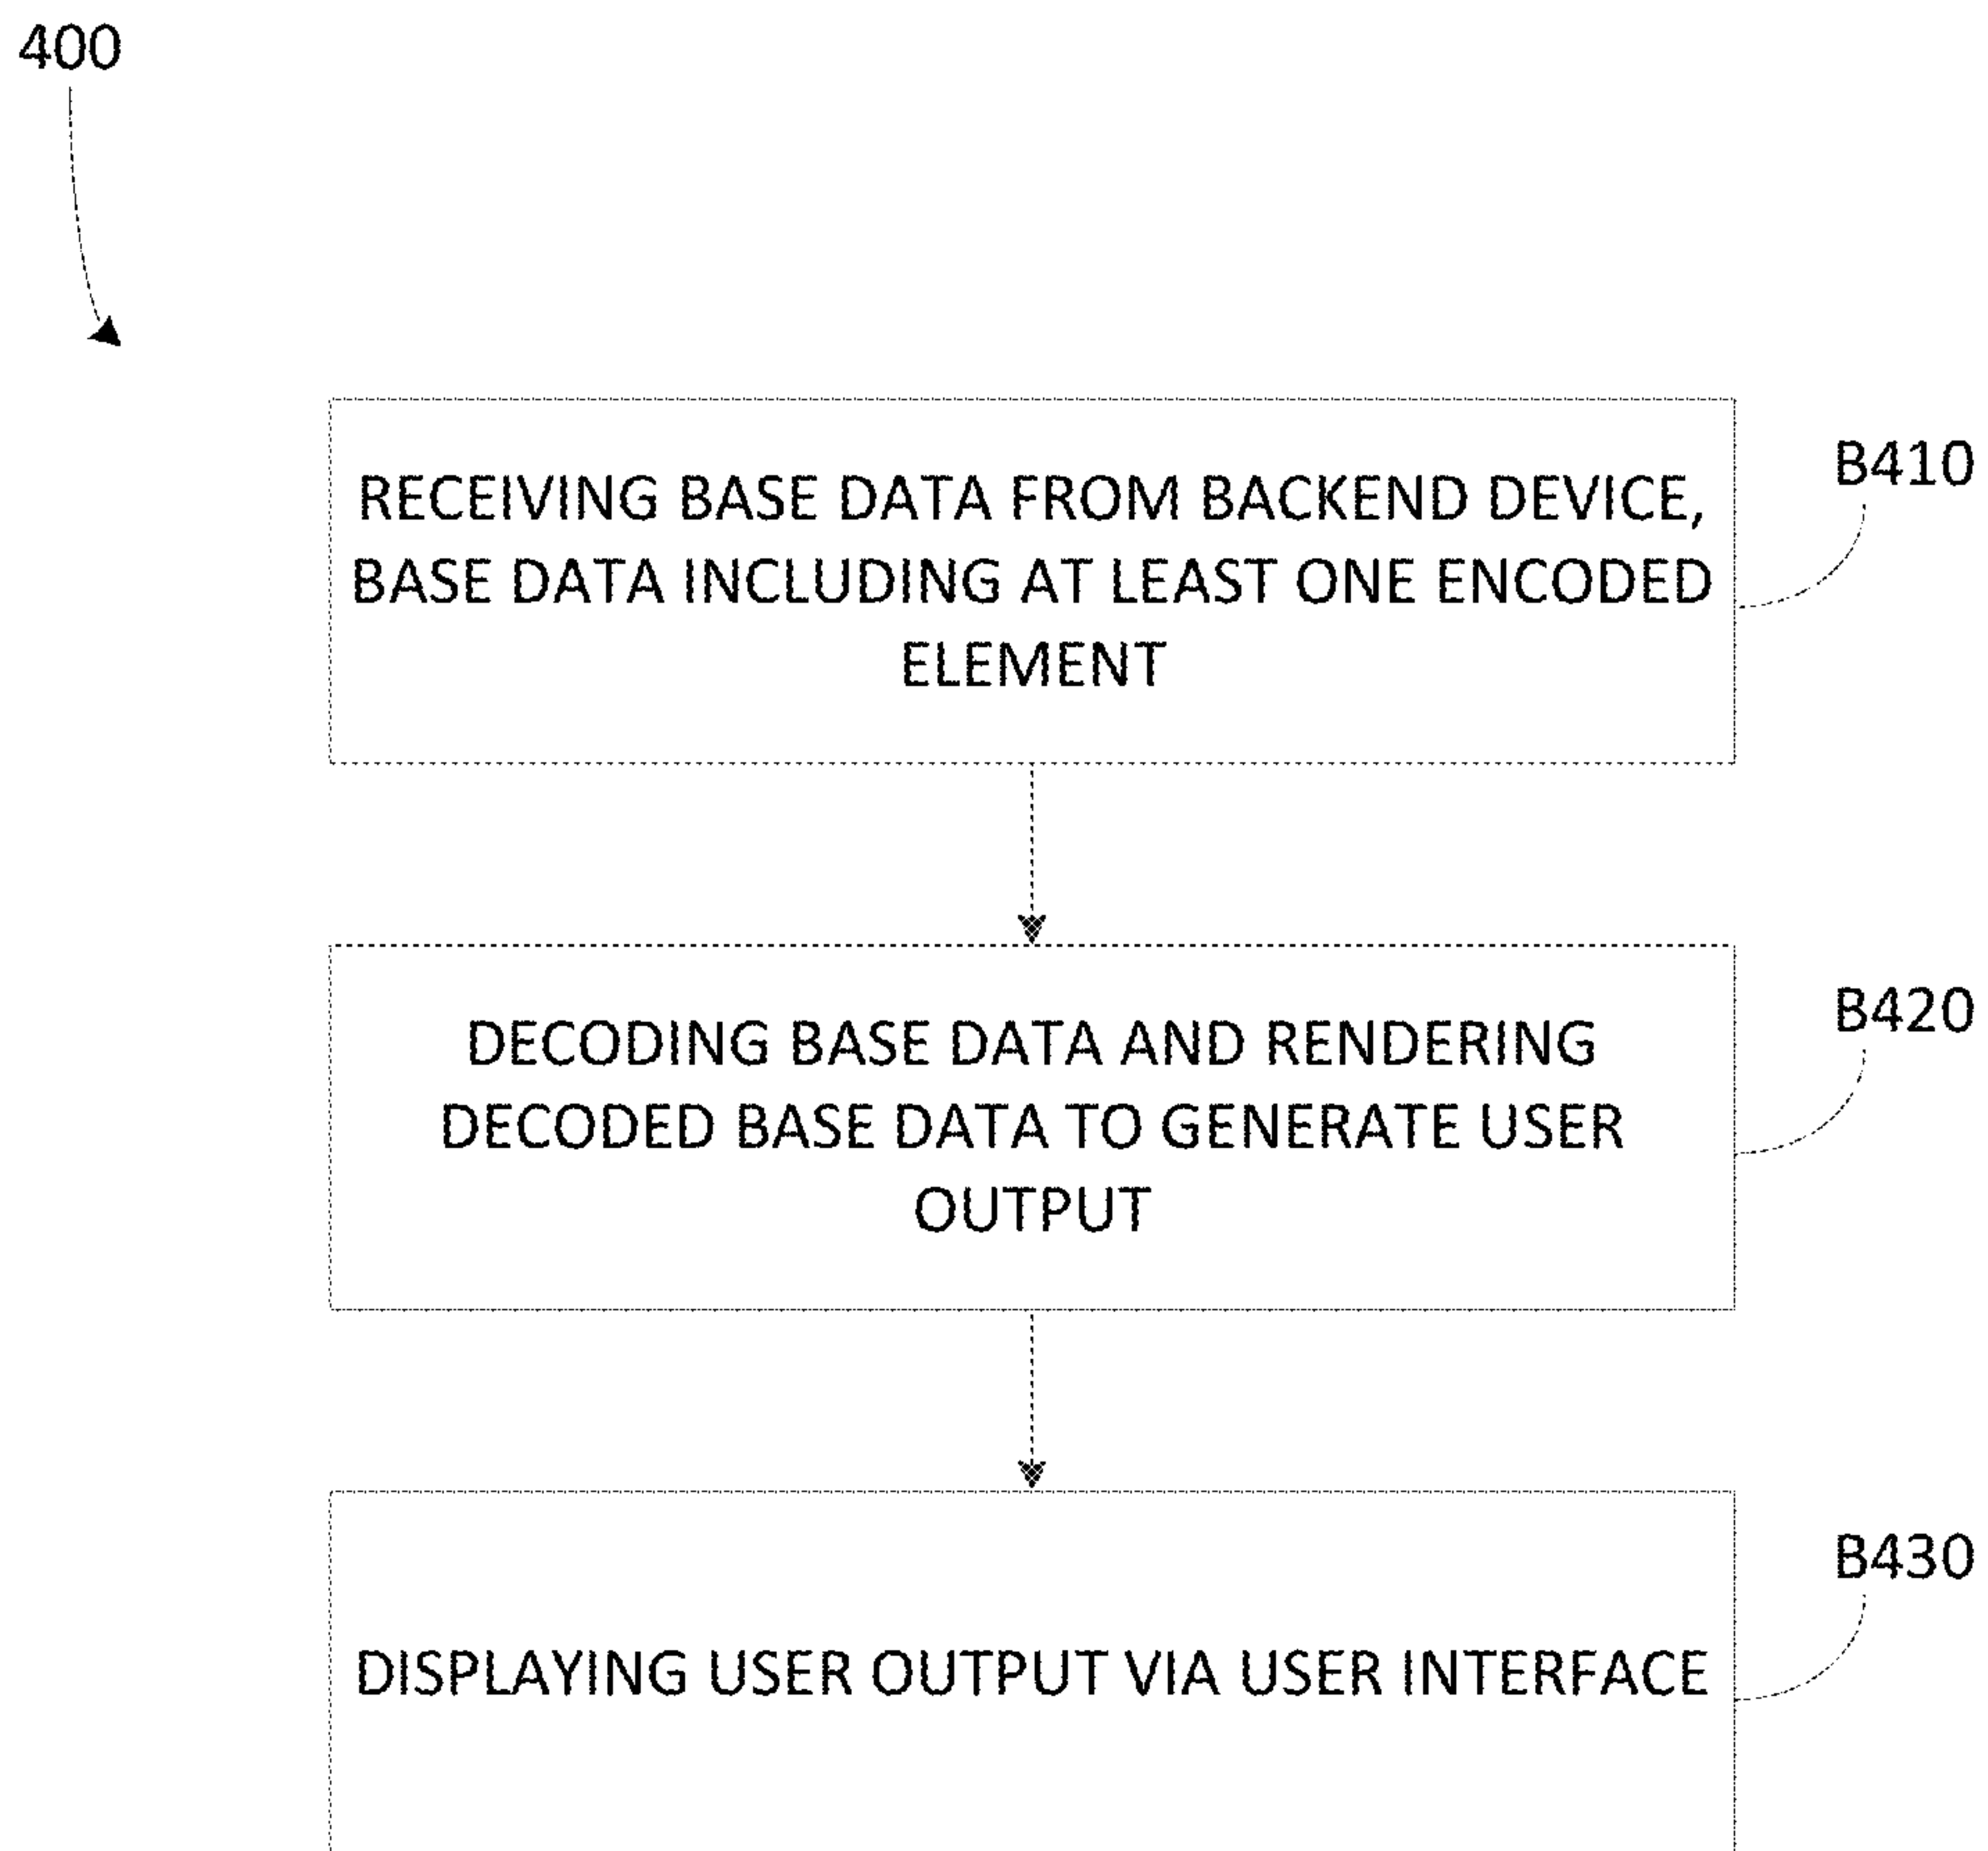 400
RECEIVING BASE DATA FROM BACKEND DEVICE,
BASE DATA INCLUDING AT LEAST ONE ENCODED
ELEMENT
B410
DECODING BASE DATA AND RENDERING
DECODED BASE DATA TO GENERATE USER
OUTPUT
B420
DISPLAYING USER OUTPUT VIA USER INTERFACE
B430